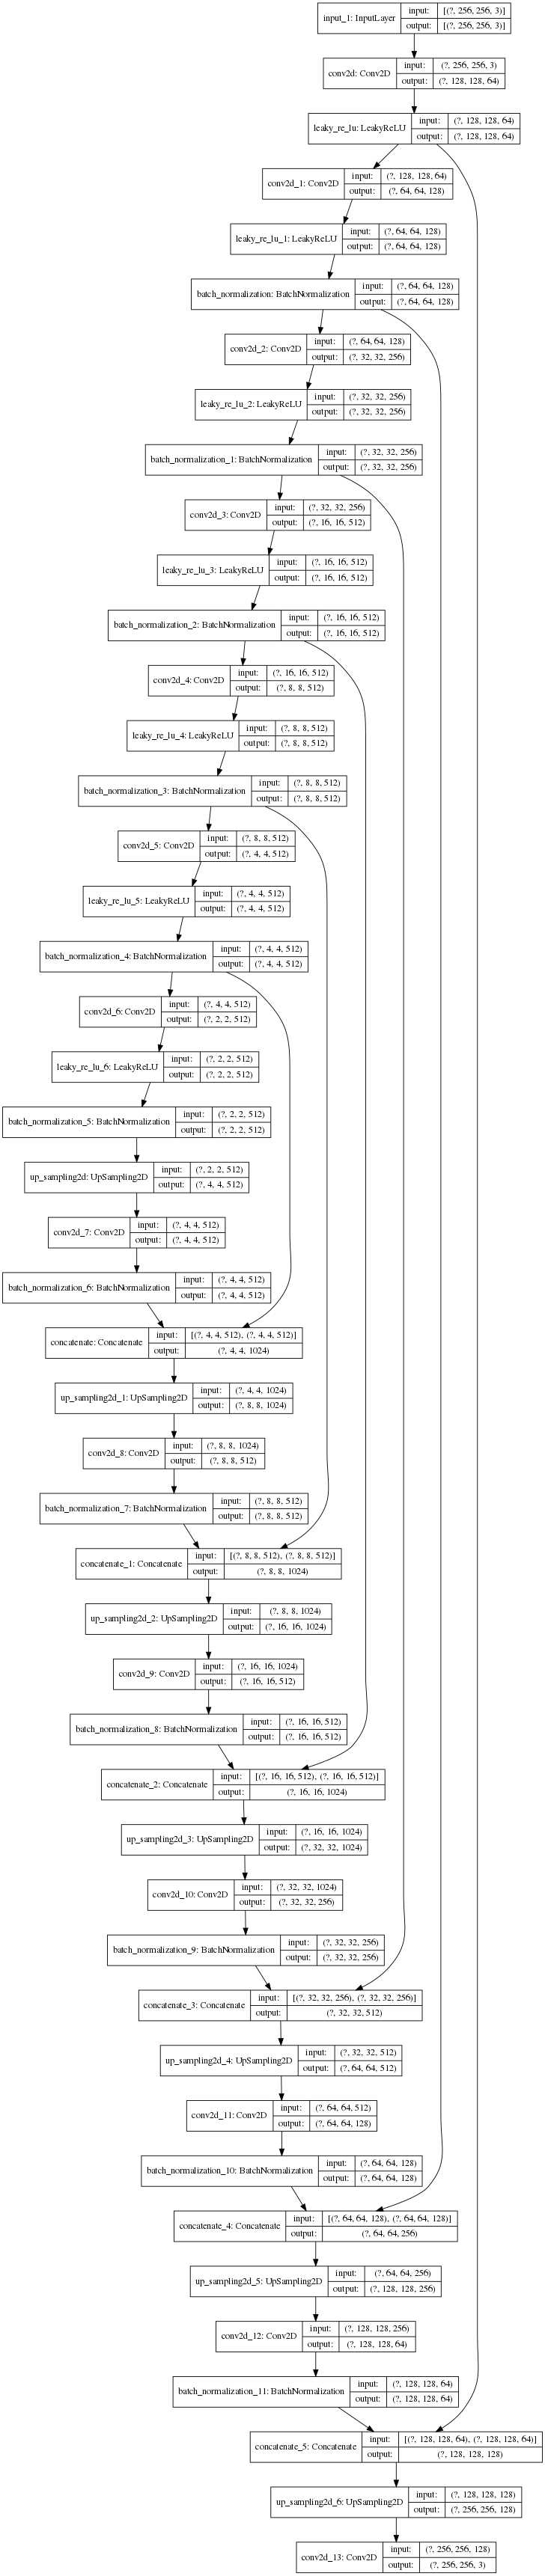 input_1: InputLayer
input: [(?, 256, 256, 3)]
output: [(?, 256, 256, 3)]
conv2d: Conv2D
input: (?, 256, 256, 3)
output: (?, 128, 128, 64)
leaky_re_lu: LeakyReLU
input: (?, 128, 128, 64)
output: (?, 128, 128, 64)
conv2d_1: Conv2D
input: (?, 128, 128, 64)
output: (?, 64, 64, 128)
leaky_re_lu_1: LeakyReLU
input: (?, 64, 64, 128)
output: (?, 64, 64, 128)
batch_normalization: BatchNormalization
input: (?, 64, 64, 128)
output: (?, 64, 64, 128)
conv2d_2: Conv2D
input: (?, 64, 64, 128)
output: (?, 32, 32, 256)
leaky_re_lu_2: LeakyReLU
input: (?, 32, 32, 256)
output: (?, 32, 32, 256)
batch_normalization_1: BatchNormalization
input: (?, 32, 32, 256)
output: (?, 32, 32, 256)
conv2d_3: Conv2D
input: (?, 32, 32, 256)
output: (?, 16, 16, 512)
leaky_re_lu_3: LeakyReLU
input: (?, 16, 16, 512)
output: (?, 16, 16, 512)
batch_normalization_2: BatchNormalization
input: (?, 16, 16, 512)
output: (?, 16, 16, 512)
conv2d_4: Conv2D
input: (?, 16, 16, 512)
output: (?, 8, 8, 512)
leaky_re_lu_4: LeakyReLU
input: (?, 8, 8, 512)
output: (?, 8, 8, 512)
batch_normalization_3: BatchNormalization
input: (?, 8, 8, 512)
output: (?, 8, 8, 512)
conv2d_5: Conv2D
input: (?, 8, 8, 512)
output: (?, 4, 4, 512)
leaky_re_lu_5: LeakyReLU
input: (?, 4, 4, 512)
output: (?, 4, 4, 512)
batch_normalization_4: BatchNormalization
input: (?, 4, 4, 512)
output: (?, 4, 4, 512)
conv2d_6: Conv2D
input: (?, 4, 4, 512)
output: (?, 2, 2, 512)
leaky_re_lu_6: LeakyReLU
input: (?, 2, 2, 512)
output: (?, 2, 2, 512)
batch_normalization_5: BatchNormalization
input: (?, 2, 2, 512)
output: (?, 2, 2, 512)
up_sampling2d: UpSampling2D
input: (?, 2, 2, 512)
output: (?, 4, 4, 512)
conv2d_7: Conv2D
input: (?, 4, 4, 512)
output: (?, 4, 4, 512)
batch_normalization_6: BatchNormalization
input: (?, 4, 4, 512)
output: (?, 4, 4, 512)
concatenate: Concatenate
input: [(?, 4, 4, 512), (?, 4, 4, 512)]
output: (?, 4, 4, 1024)
up_sampling2d_1: UpSampling2D
input: (?, 4, 4, 1024)
output: (?, 8, 8, 1024)
conv2d_8: Conv2D
input: (?, 8, 8, 1024)
output: (?, 8, 8, 512)
batch_normalization_7: BatchNormalization
input: (?, 8, 8, 512)
output: (?, 8, 8, 512)
concatenate_1: Concatenate
input: [(?, 8, 8, 512), (?, 8, 8, 512)]
output: (?, 8, 8, 1024)
up_sampling2d_2: UpSampling2D
input: (?, 8, 8, 1024)
output: (?, 16, 16, 1024)
conv2d_9: Conv2D
input: (?, 16, 16, 1024)
output: (?, 16, 16, 512)
batch_normalization_8: BatchNormalization
input: (?, 16, 16, 512)
output: (?, 16, 16, 512)
concatenate_2: Concatenate
input: [(?, 16, 16, 512), (?, 16, 16, 512)]
output: (?, 16, 16, 1024)
up_sampling2d_3: UpSampling2D
input: (?, 16, 16, 1024)
output: (?, 32, 32, 1024)
conv2d_10: Conv2D
input: (?, 32, 32, 1024)
output: (?, 32, 32, 256)
batch_normalization_9: BatchNormalization
input: (?, 32, 32, 256)
output: (?, 32, 32, 256)
concatenate_3: Concatenate
input: [(?, 32, 32, 256), (?, 32, 32, 256)]
output: (?, 32, 32, 512)
up_sampling2d_4: UpSampling2D
input: (?, 32, 32, 512)
output: (?, 64, 64, 512)
conv2d_11: Conv2D
input: (?, 64, 64, 512)
output: (?, 64, 64, 128)
batch_normalization_10: BatchNormalization
input: (?, 64, 64, 128)
output: (?, 64, 64, 128)
concatenate_4: Concatenate
input: [(?, 64, 64, 128), (?, 64, 64, 128)]
output: (?, 64, 64, 256)
up_sampling2d_5: UpSampling2D
input: (?, 64, 64, 256)
output: (?, 128, 128, 256)
conv2d_12: Conv2D
input: (?, 128, 128, 256)
output: (?, 128, 128, 64)
batch_normalization_11: BatchNormalization
input: (?, 128, 128, 64)
output: (?, 128, 128, 64)
concatenate_5: Concatenate
input: [(?, 128, 128, 64), (?, 128, 128, 64)]
output: (?, 128, 128, 128)
up_sampling2d_6: UpSampling2D
input: (?, 128, 128, 128)
output: (?, 256, 256, 128)
conv2d_13: Conv2D
input: (?, 256, 256, 128)
output: (?, 256, 256, 3)